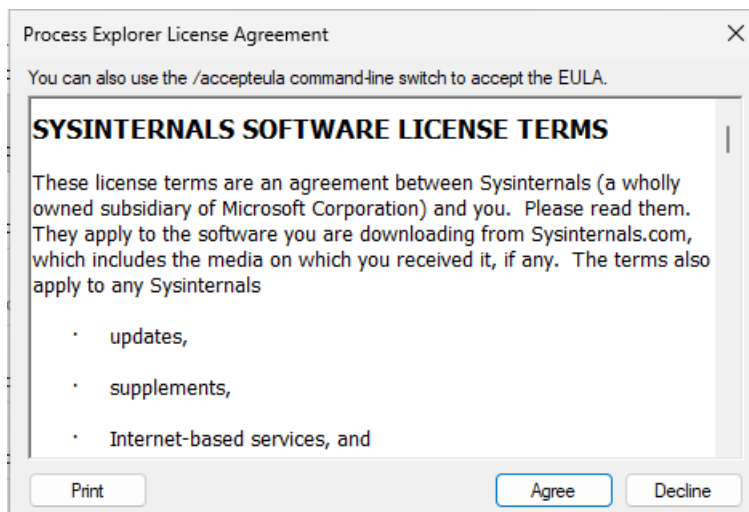 Process Explorer License Agreement
You can also use the /accepteula command-line switch to accept the EULA.
SYSINTERNALS SOFTWARE LICENSE TERMS
These license terms are an agreement between Sysinternals (a wholly
owned subsidiary of Microsoft Corporation) and you.  Please read them.
They apply to the software you are downloading from Sysinternals.com,
which includes the media on which you received it, if any.  The terms also
apply to any Sysinternals
· updates,
· supplements,
· Internet-based services, and
Print
Agree
Decline